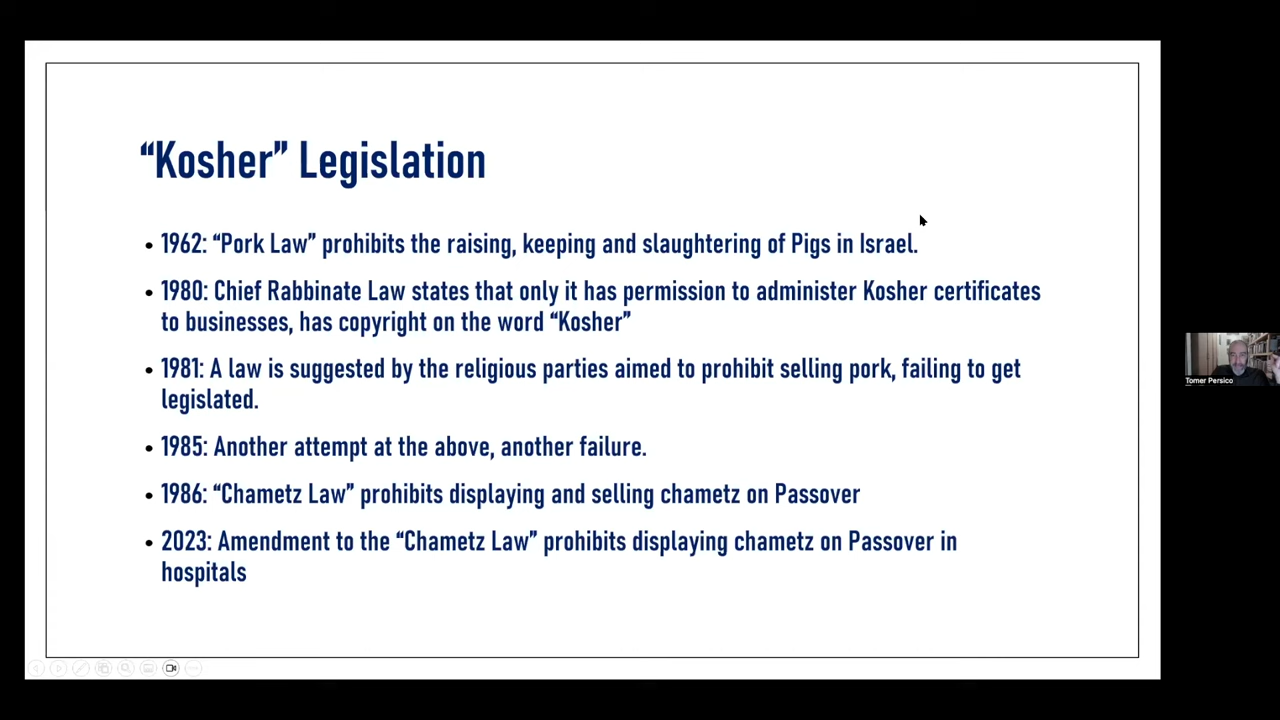 “Kosher” Legislation
• 1962: “Pork Law” prohibits the raising, keeping and slaughtering of Pigs in Israel.
• 1980: Chief Rabbinate Law states that only it has permission to administer Kosher certificates
to businesses, has copyright on the word “Kosher”
• 1981: A law is suggested by the religious parties aimed to prohibit selling pork, failing to get
legislated.
• 1985: Another attempt at the above, another failure.
• 1986: “Chametz Law” prohibits displaying and selling chametz on Passover
• 2023: Amendment to the “Chametz Law” prohibits displaying chametz on Passover in
hospitals
Tomer Persico